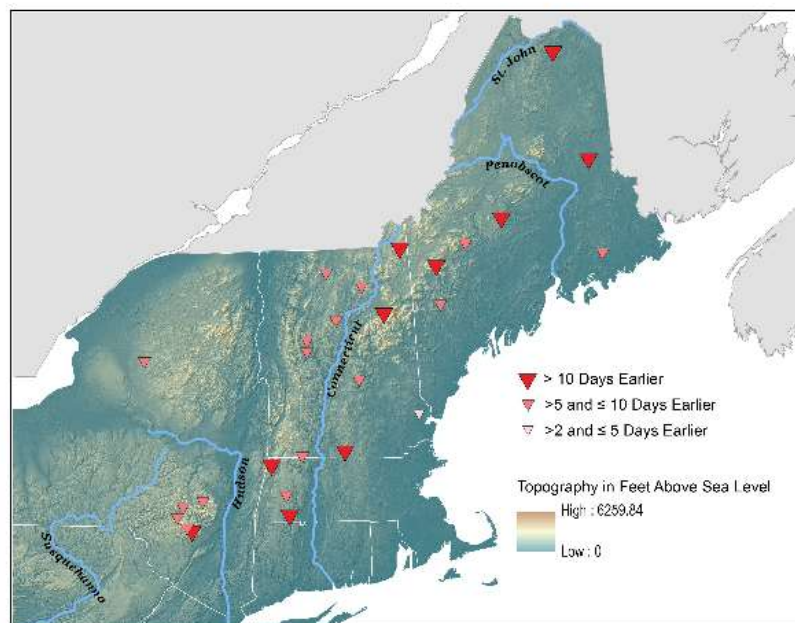 St. John
Penobscot
Connecticut
> 10 Days Earlier
>5 and ≤ 10 Days Earlier
>2 and ≤ 5 Days Earlier
Hudson
Topography in Feet Above Sea Level
High : 6259.84
Low : 0
Susquehanna